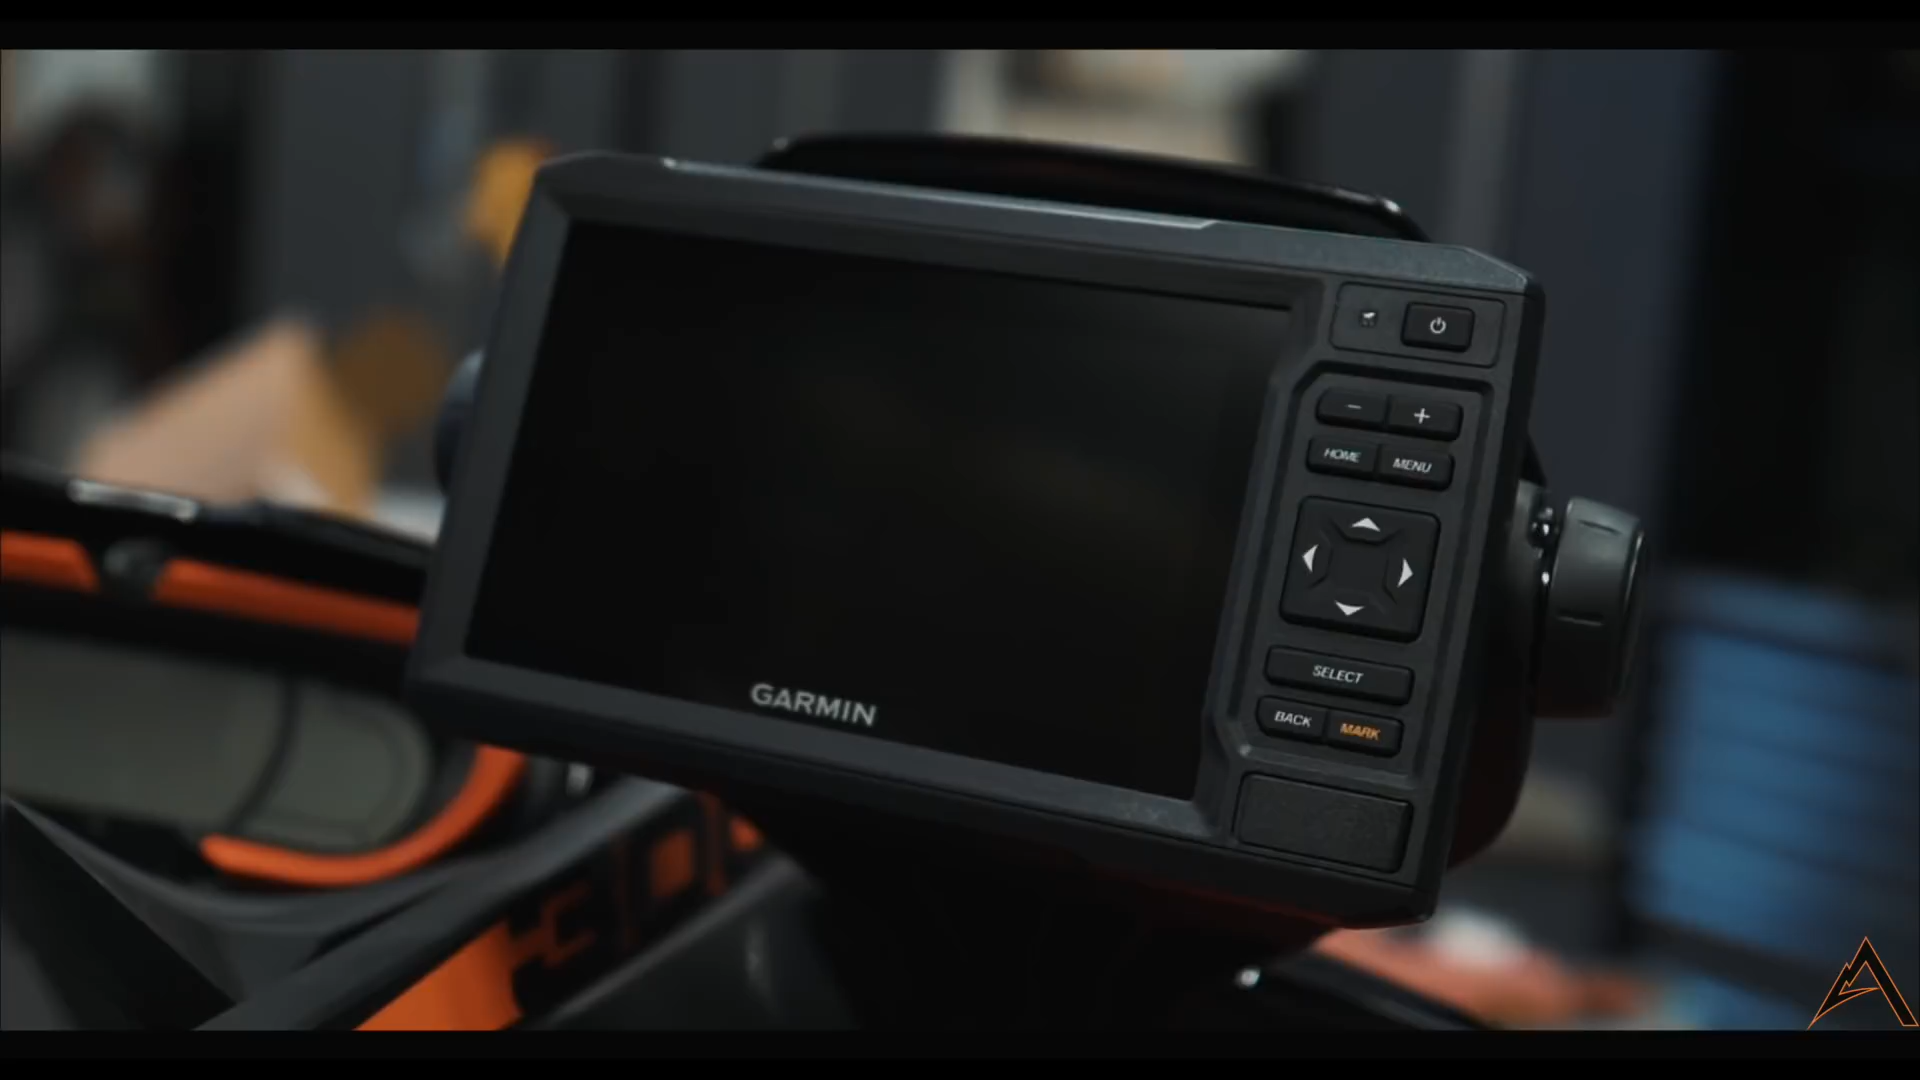 − +
HOME MENU
SELECT
BACK MARK
GARMIN